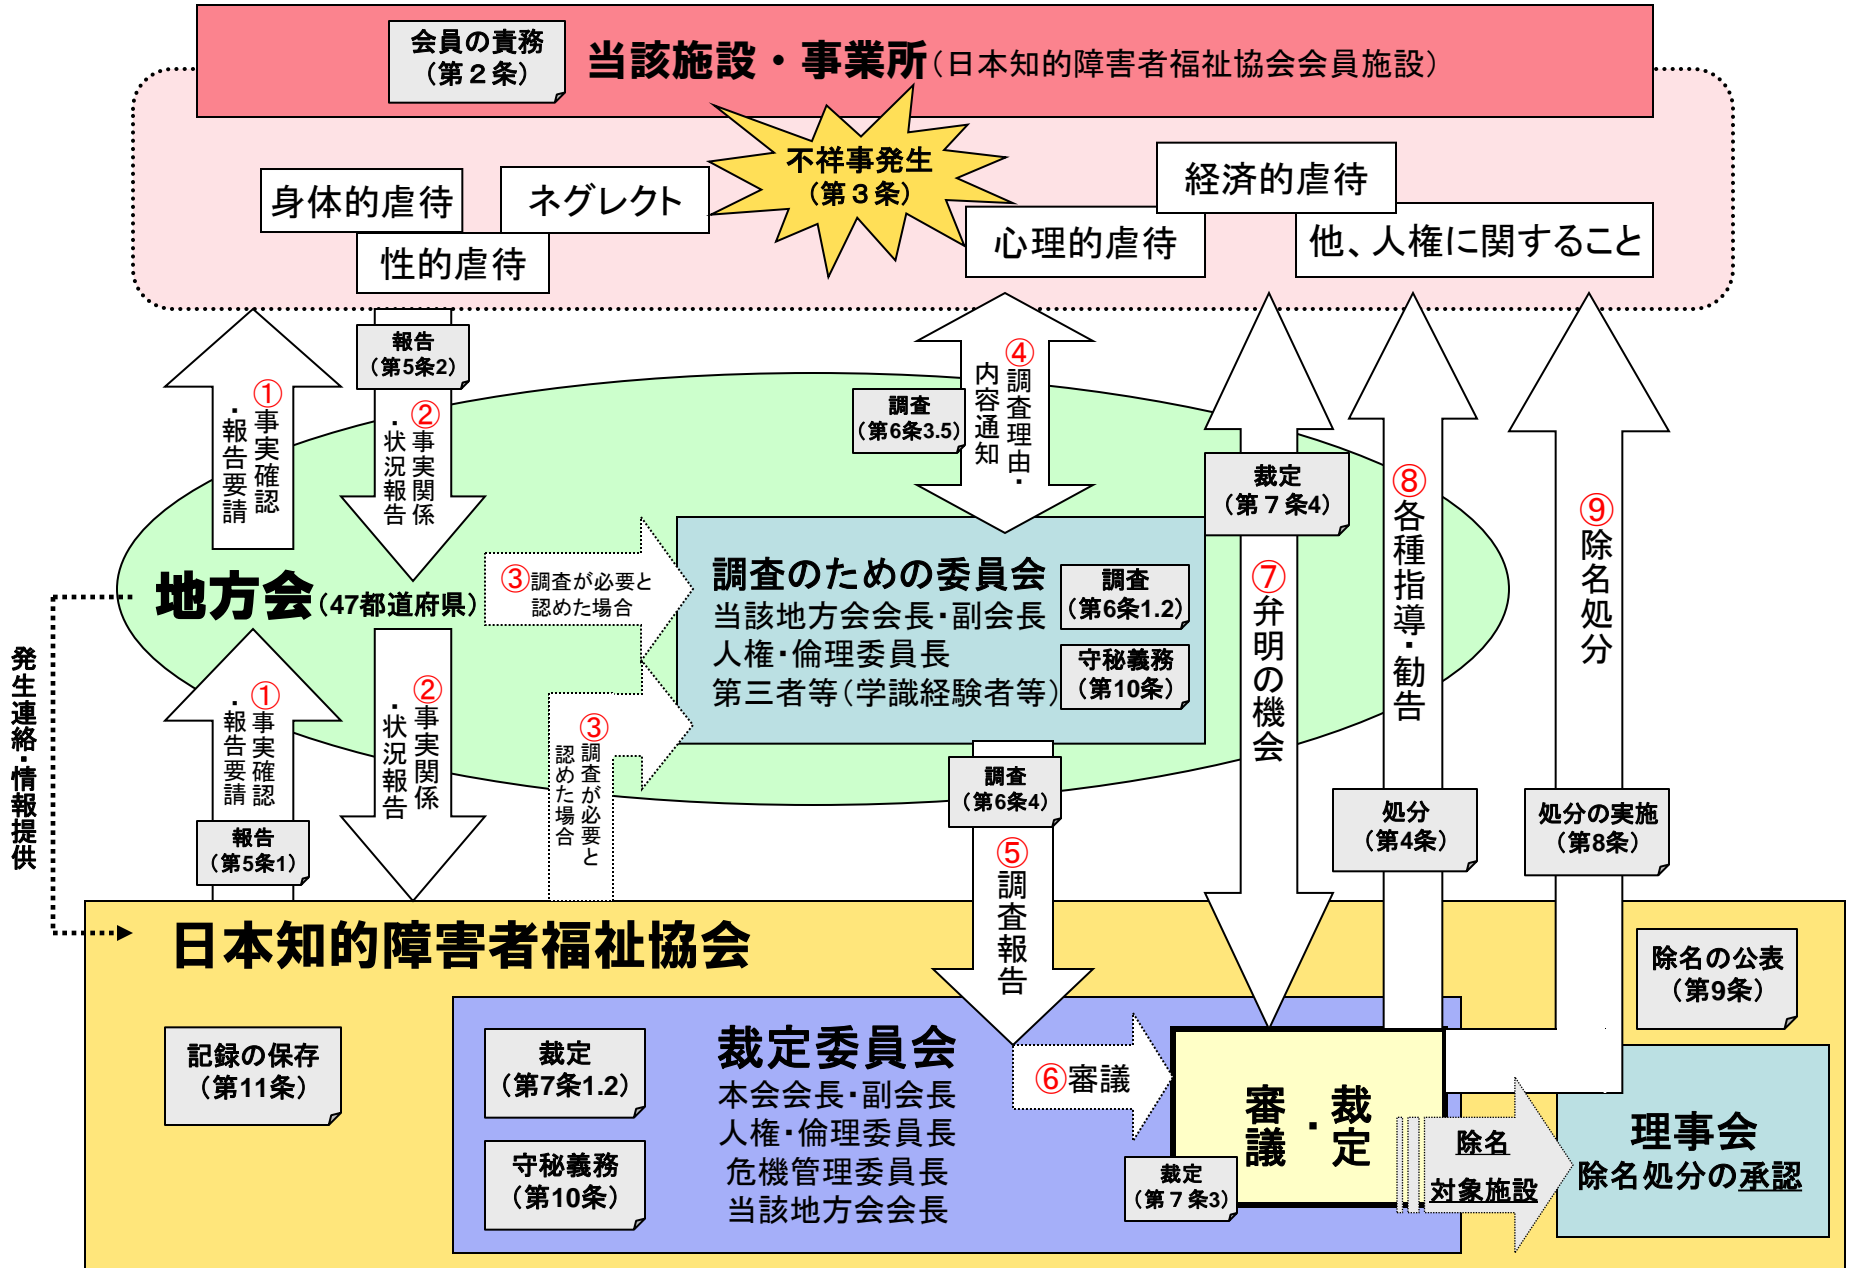 会員の責務
（第２条）
当該施設・事業所（日本知的障害者福祉協会会員施設）
不祥事発生
（第３条）
身体的虐待
ネグレクト
性的虐待
経済的虐待
心理的虐待
他、人権に関すること
①事実確認
・報告要請
報告
（第5条2）
②事実関係
・状況報告
調査
（第6条3.5）
④調査理由・
内容通知
裁定
（第７条4）
⑦弁明の機会
⑧各種指導・勧告
⑨除名処分
地方会（47都道府県）
③調査が必要と
認めた場合
調査のための委員会
当該地方会会長・副会長
人権・倫理委員長
第三者等（学識経験者等）
調査
（第6条1.2）
守秘義務
（第10条）
発生連絡・情報提供
①事実確認
・報告要請
報告
（第5条1）
②事実関係
・状況報告
③調査が必要と
認めた場合
調査
（第6条4）
⑤調査報告
処分
（第4条）
処分の実施
（第8条）
日本知的障害者福祉協会
除名の公表
（第9条）
記録の保存
（第11条）
裁定
（第7条1.2）
守秘義務
（第10条）
裁定委員会
本会会長・副会長
人権・倫理委員長
危機管理委員長
当該地方会会長
⑥審議
裁定・
審議
裁定
（第７条3）
除名
対象施設
理事会
除名処分の承認